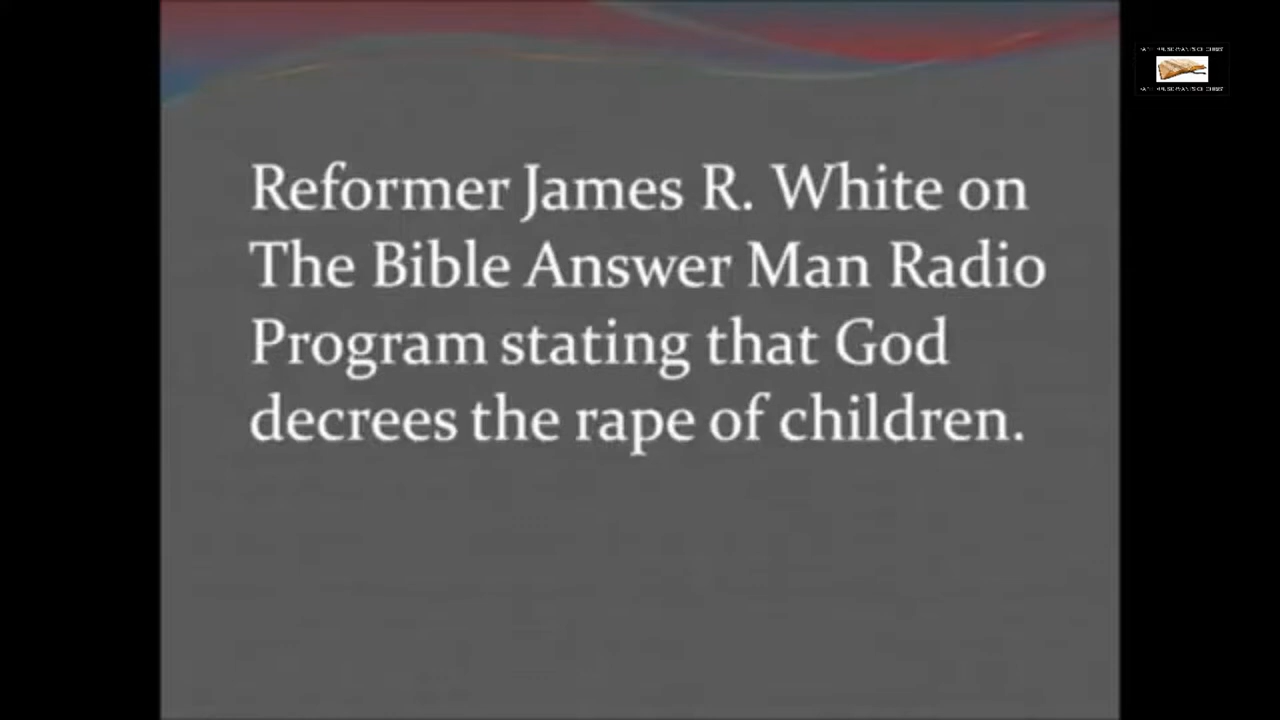 Reformer James R. White on
The Bible Answer Man Radio
Program stating that God
decrees the rape of children.